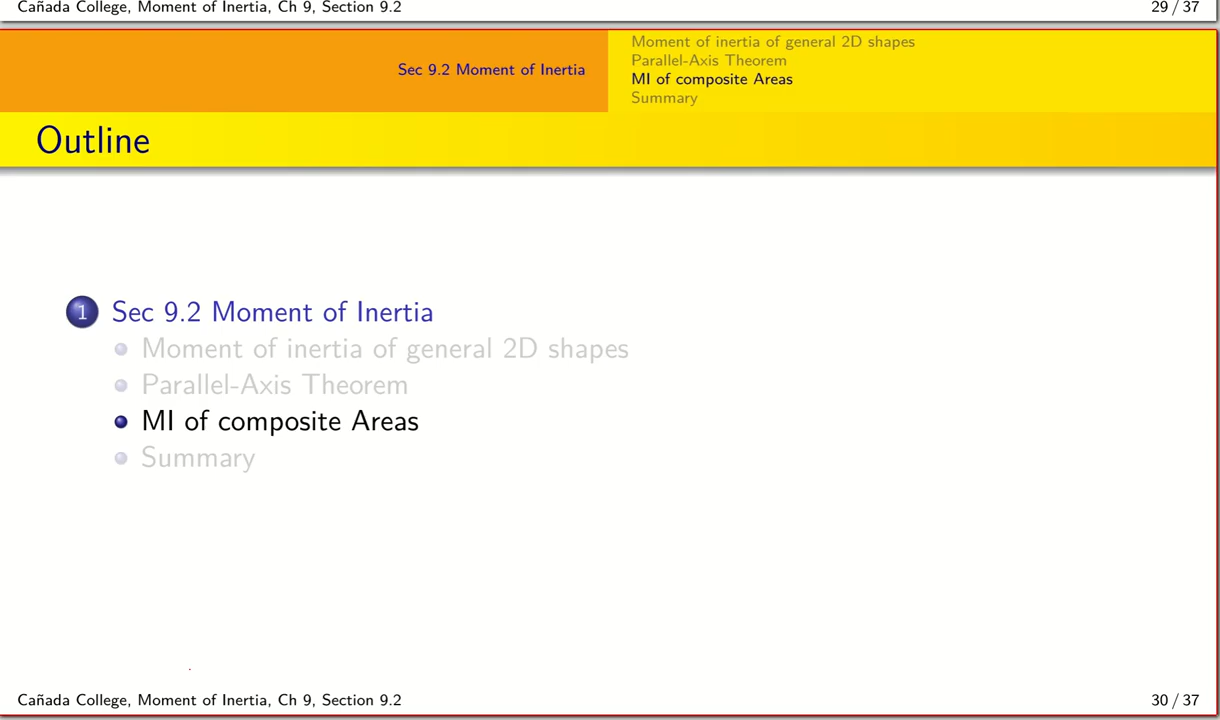 Cañada College, Moment of Inertia, Ch 9, Section 9.2 29 / 37
Sec 9.2 Moment of Inertia
Moment of inertia of general 2D shapes
Parallel-Axis Theorem
MI of composite Areas
Summary
Outline
1 Sec 9.2 Moment of Inertia
Moment of inertia of general 2D shapes
Parallel-Axis Theorem
MI of composite Areas
Summary
Cañada College, Moment of Inertia, Ch 9, Section 9.2 30 / 37